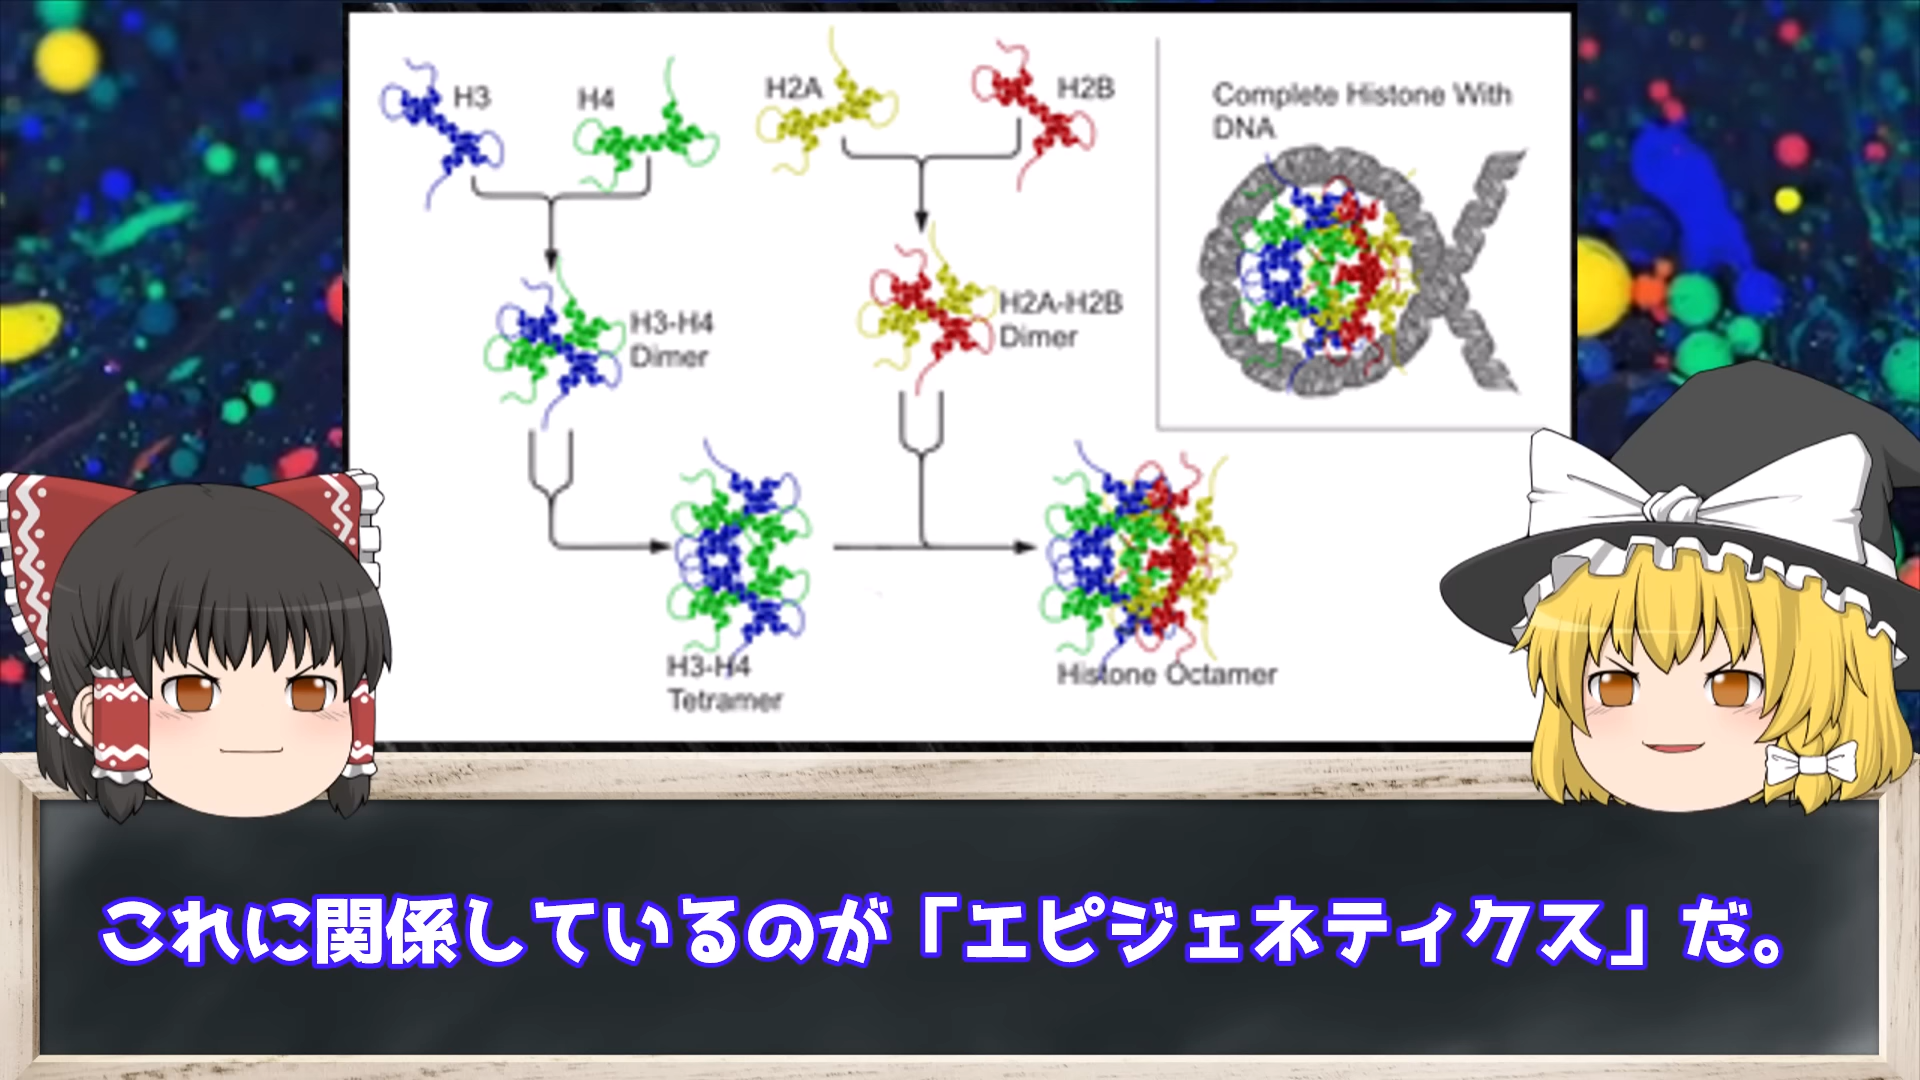 H3
H4
H2A
H2B
Complete Histone With
DNA
H3-H4
Dimer
H2A-H2B
Dimer
H3-H4
Tetramer
Histone Octamer
これに関係しているのが「エピジェネティクス」だ。